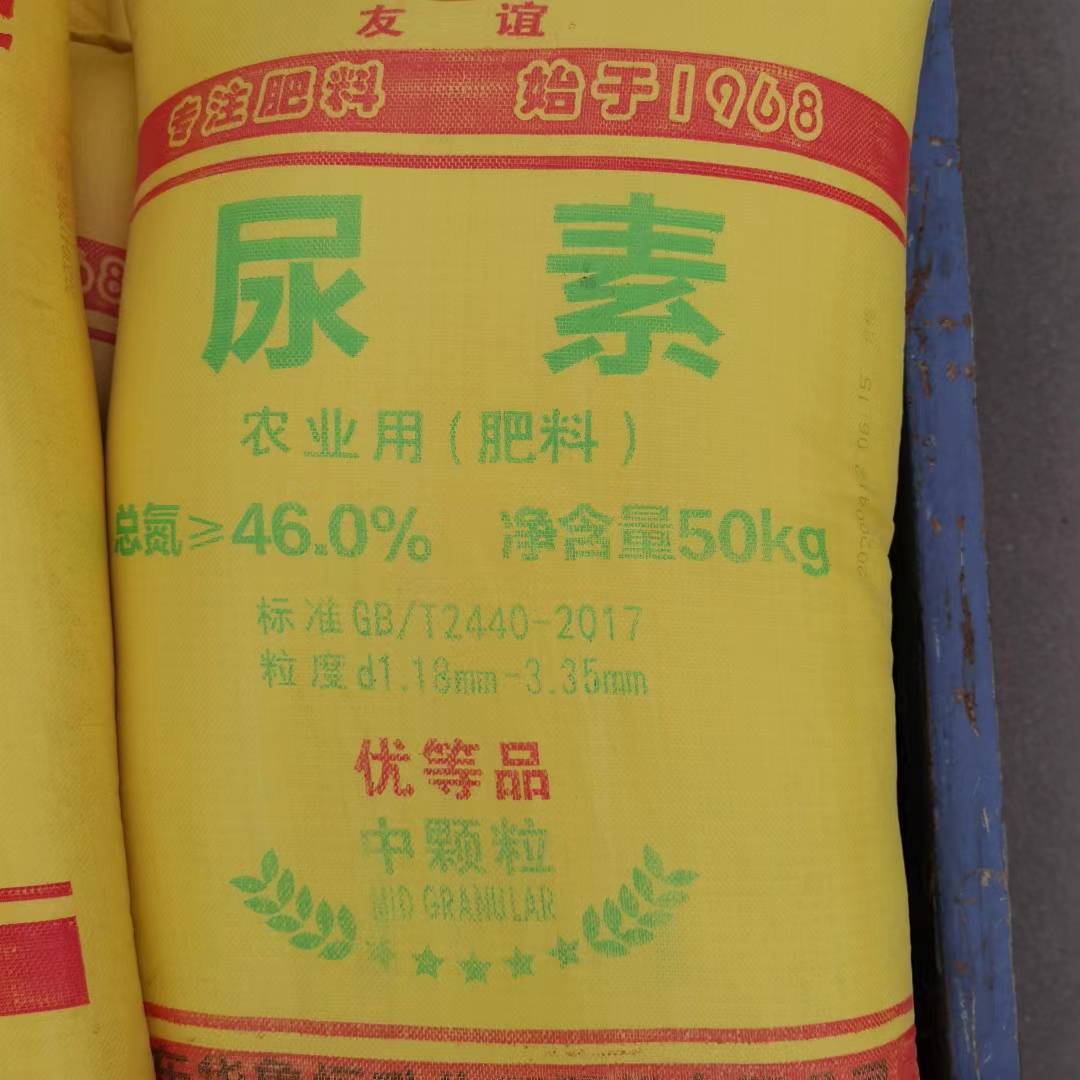 友谊
专注肥料 始于1968
尿素
农业用(肥料)
总氮≥46.0% 净含量50kg
标准GB/T2440-2017
粒度d1.18mm-3.35mm
优等品
中颗粒
MID GRANULAR
68